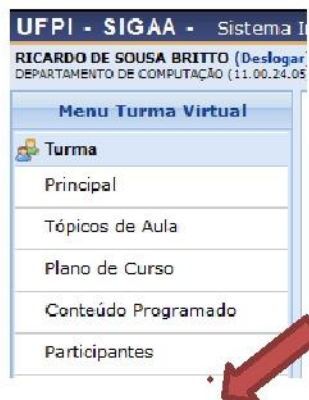 UFPI - SIGAA - Sistema
RICARDO DE SOUSA BRITTO (Deslogar)
DEPARTAMENTO DE COMPUTAÇÃO (11.00.24.05
Menu Turma Virtual
Turma
Principal
Tópicos de Aula
Plano de Curso
Conteúdo Programado
Participantes